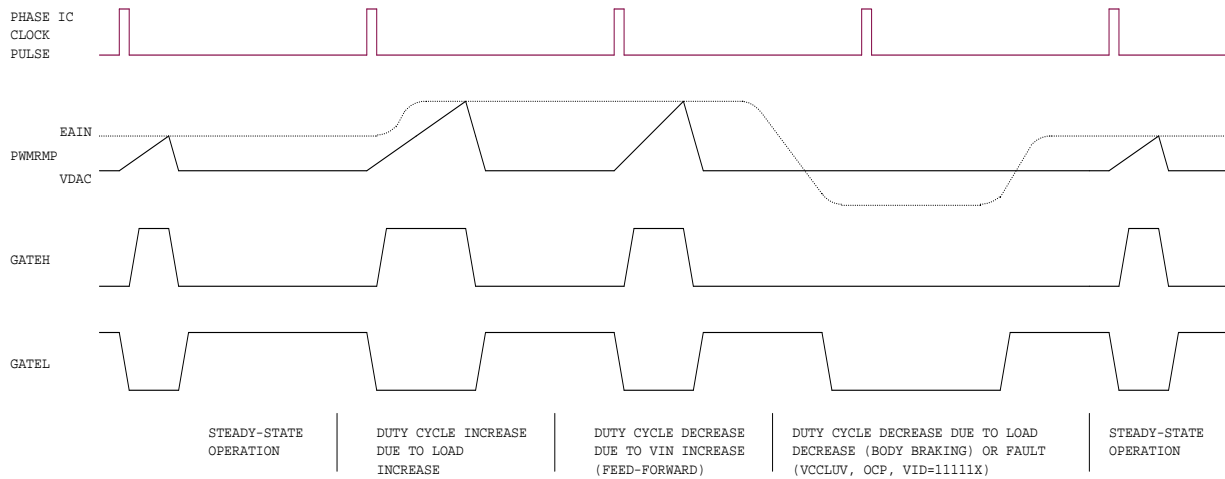 PHASE IC
CLOCK
PULSE
EAIN
PWMRMP
VDAC
GATEH
GATEL
STEADY-STATE
OPERATION
DUTY CYCLE INCREASE
DUE TO LOAD
INCREASE
DUTY CYCLE DECREASE
DUE TO VIN INCREASE
(FEED-FORWARD)
DUTY CYCLE DECREASE DUE TO LOAD
DECREASE (BODY BRAKING) OR FAULT
(VCCLUV, OCP, VID=11111X)
STEADY-STATE
OPERATION